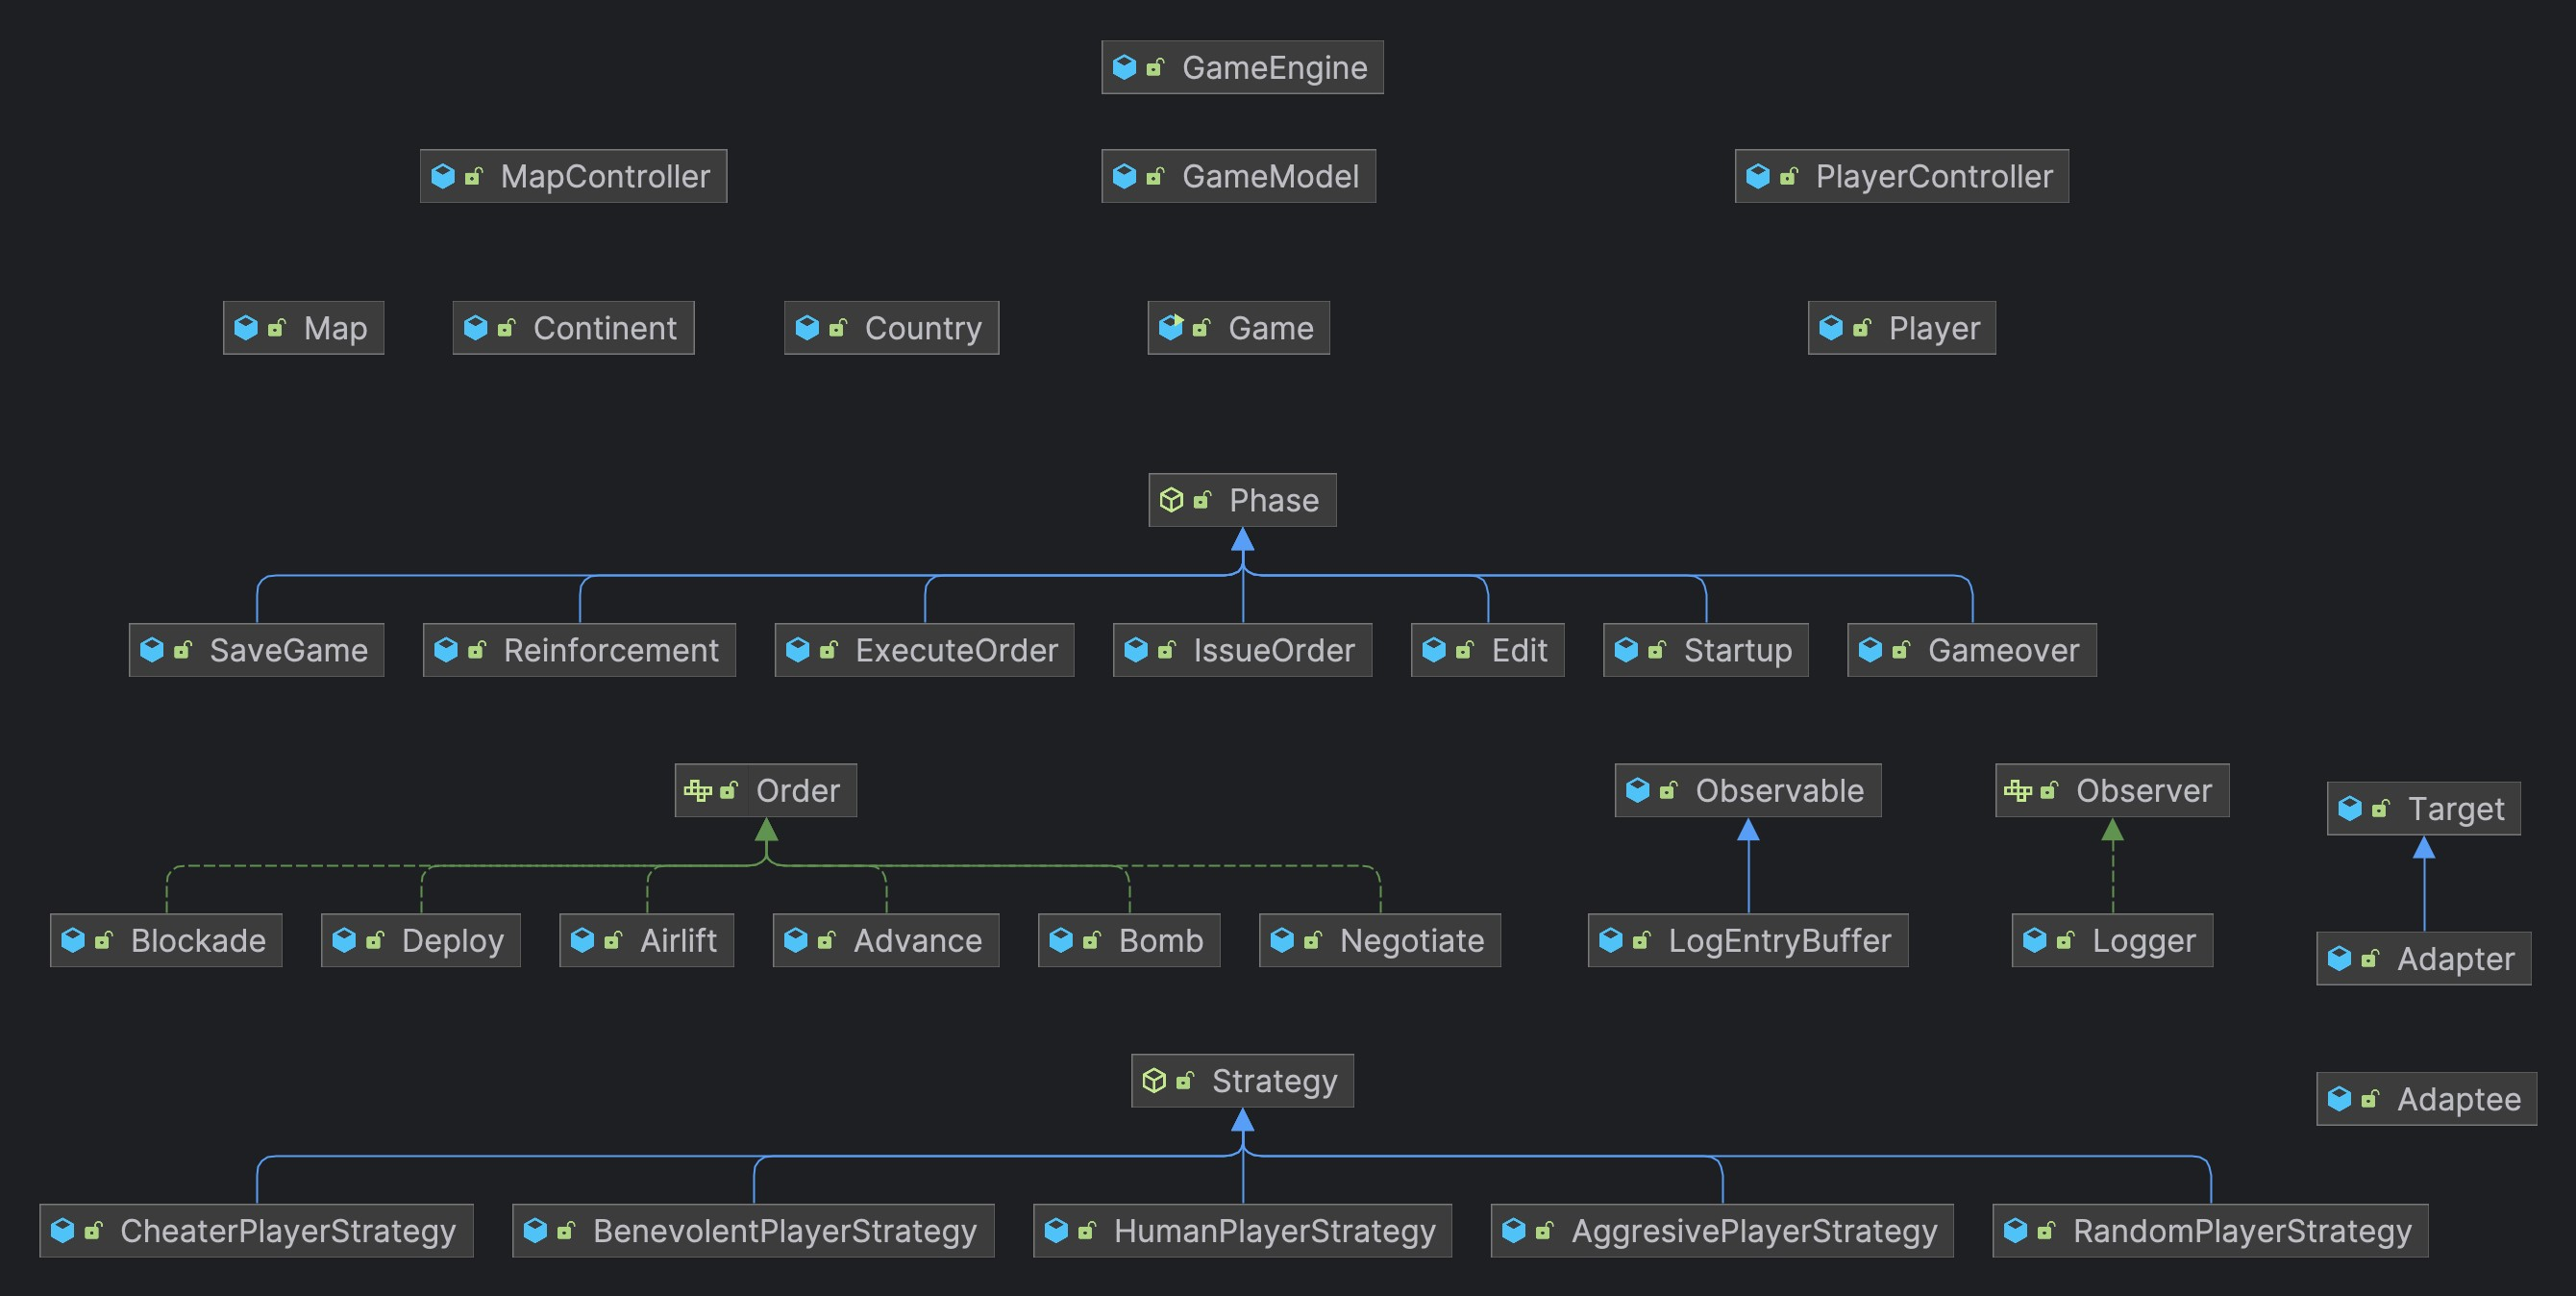 GameEngine
MapController
GameModel
PlayerController
Map
Continent
Country
Game
Player
Phase
SaveGame
Reinforcement
ExecuteOrder
IssueOrder
Edit
Startup
Gameover
Order
Observable
Observer
Target
Blockade
Deploy
Airlift
Advance
Bomb
Negotiate
LogEntryBuffer
Logger
Adapter
Strategy
Adaptee
CheaterPlayerStrategy
BenevolentPlayerStrategy
HumanPlayerStrategy
AggresivePlayerStrategy
RandomPlayerStrategy